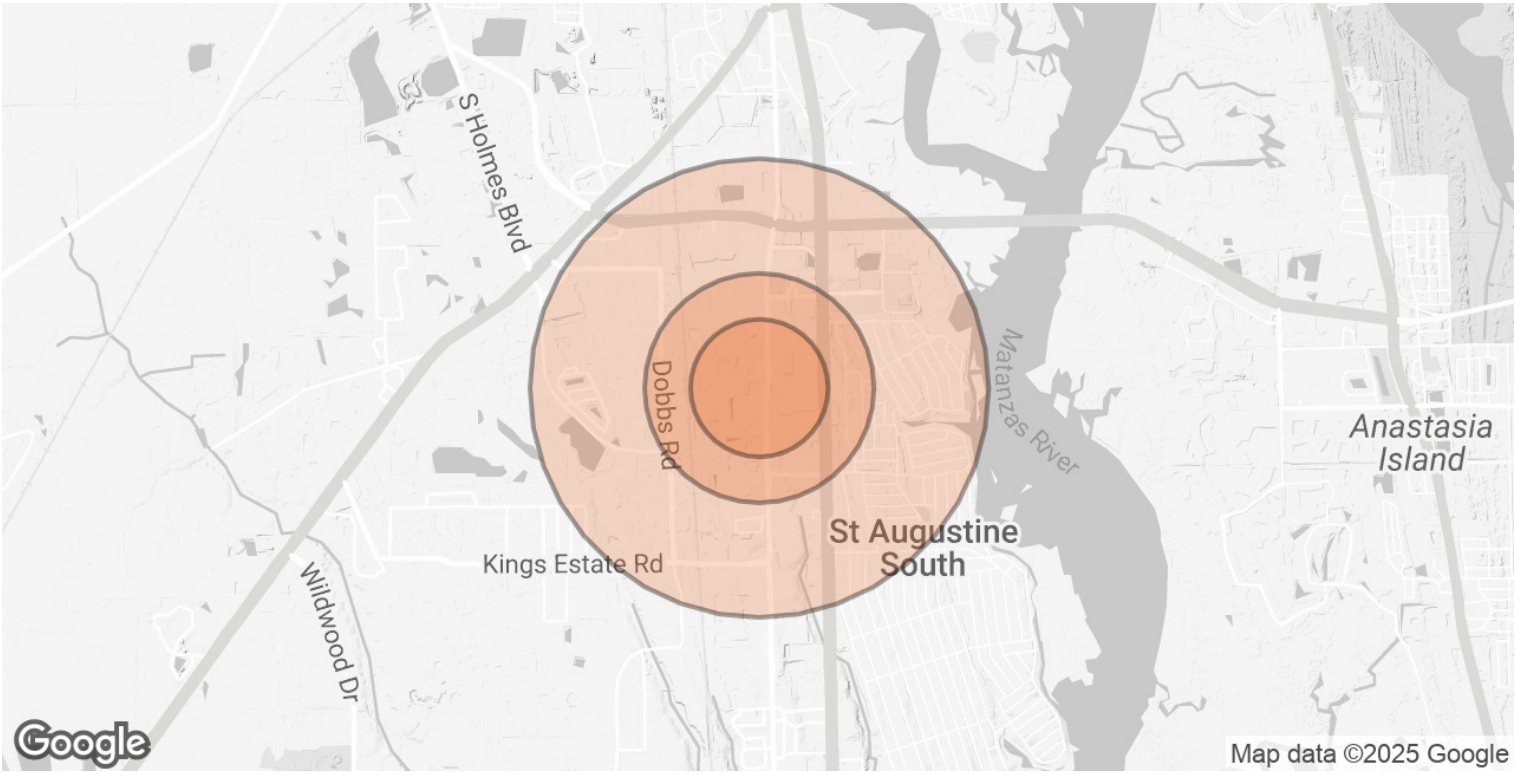 S Holmes Blvd
Dobbs Rd
Matanzas River
Anastasia
Island
St Augustine
South
Kings Estate Rd
Wildwood Dr
Google
Map data ©2025 Google